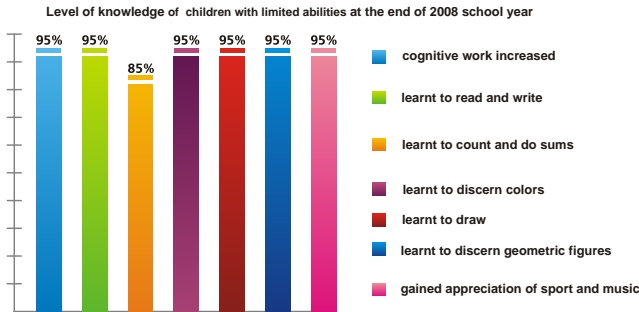 Level of knowledge of children with limited abilities at the end of 2008 school year
95% 95% 85% 95% 95% 95% 95%
cognitive work increased
learnt to read and write
learnt to count and do sums
learnt to discern colors
learnt to draw
learnt to discern geometric figures
gained appreciation of sport and music